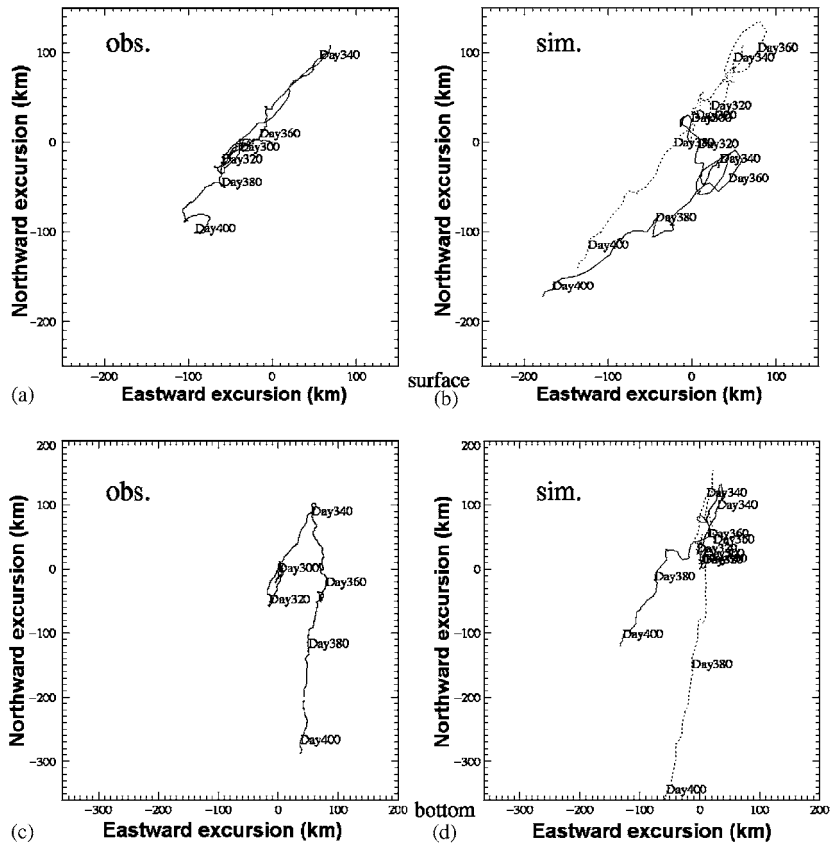 obs.
Northward excursion (km)
100
0
−100
−200
Day340
Day360
Day300
Day320
Day380
Day400
−200
−100
0
100
Eastward excursion (km)
(a)
surface
sim.
Northward excursion (km)
100
0
−100
−200
Day360
Day340
Day320
Day320
Day340
Day360
Day380
Day400
Day400
−200
−100
0
100
Eastward excursion (km)
(b)
obs.
Northward excursion (km)
200
100
0
−100
−200
−300
Day340
Day300
Day360
Day320
Day380
Day400
−300
−200
−100
0
100
200
Eastward excursion (km)
(c)
bottom
sim.
Northward excursion (km)
200
100
0
−100
−200
−300
Day340
Day340
Day360
Day380
Day400
Day380
Day400
−300
−200
−100
0
100
200
Eastward excursion (km)
(d)